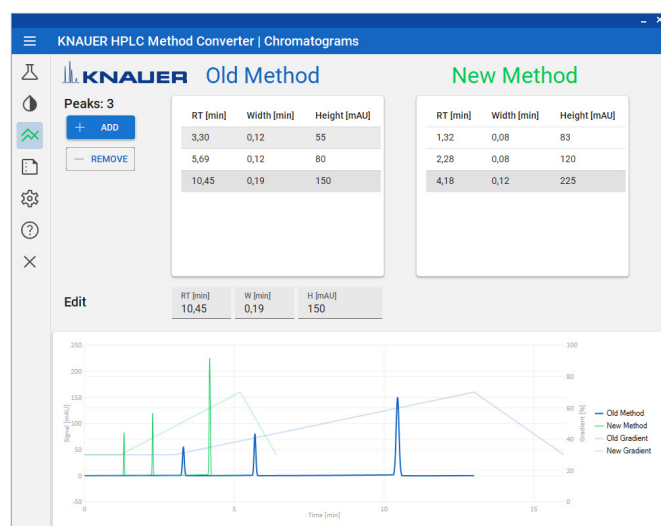 KNAUER HPLC Method Converter | Chromatograms
KNAUER Old Method New Method
Peaks: 3
+ ADD
— REMOVE
RT [min] Width [min] Height [mAU]
3,30 0,12 55
5,69 0,12 80
10,45 0,19 150
RT [min] Width [min] Height [mAU]
1,32 0,08 83
2,28 0,08 120
4,18 0,12 225
Edit
RT [min] W [min] H [mAU]
10,45 0,19 150
250
200
150
100
50
0
-50
Signal [mAU]
0 5 10 15
Time [min]
100
80
60
40
20
0
Gradient [%]
Old Method
New Method
Old Gradient
New Gradient